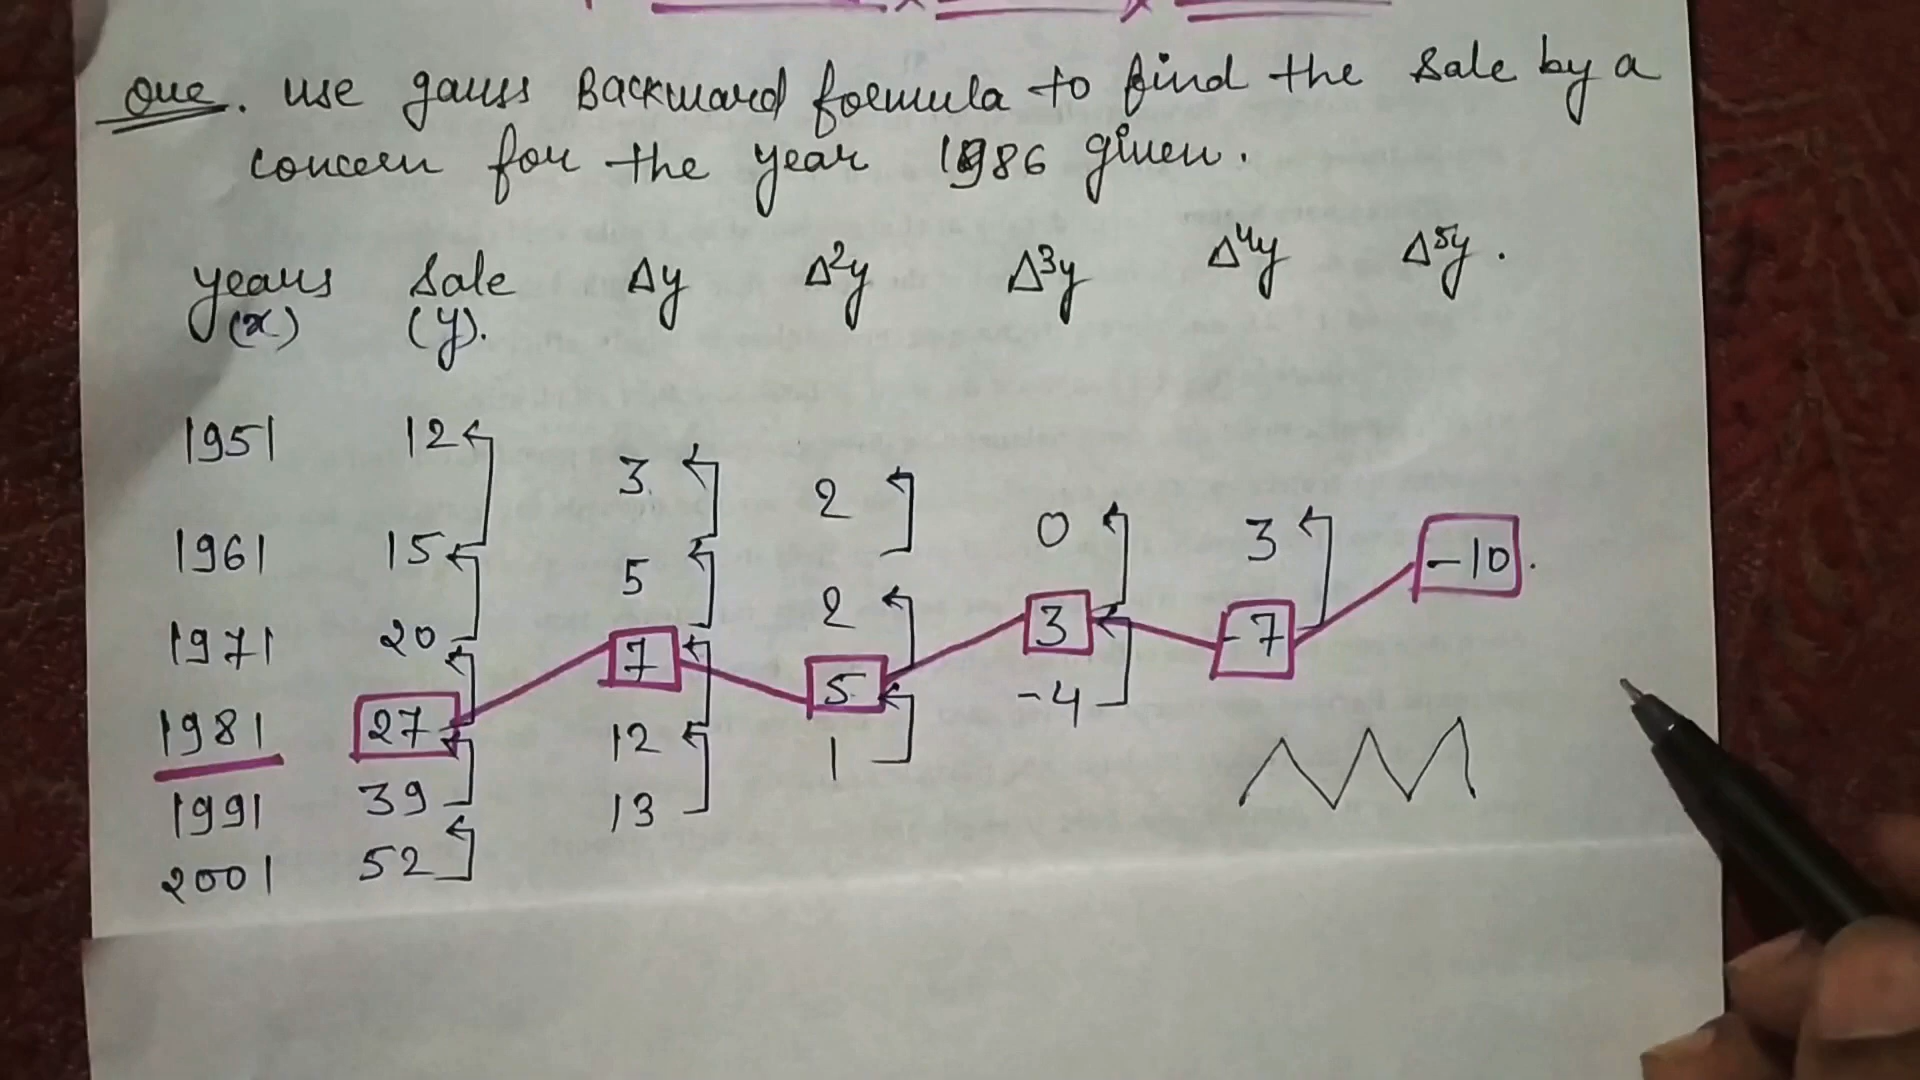 Que. use gauss Backward formula to find the sale by a
concern for the year 1986 given.
years (x) Sale (y). Δy Δ²y Δ³y Δ⁴y Δ⁵y.
1951 12
3 2
1961 15 0 3 -10.
5 2
1971 20 3 -7
7 5
1981 27 -4
12 1
1991 39
13
2001 52